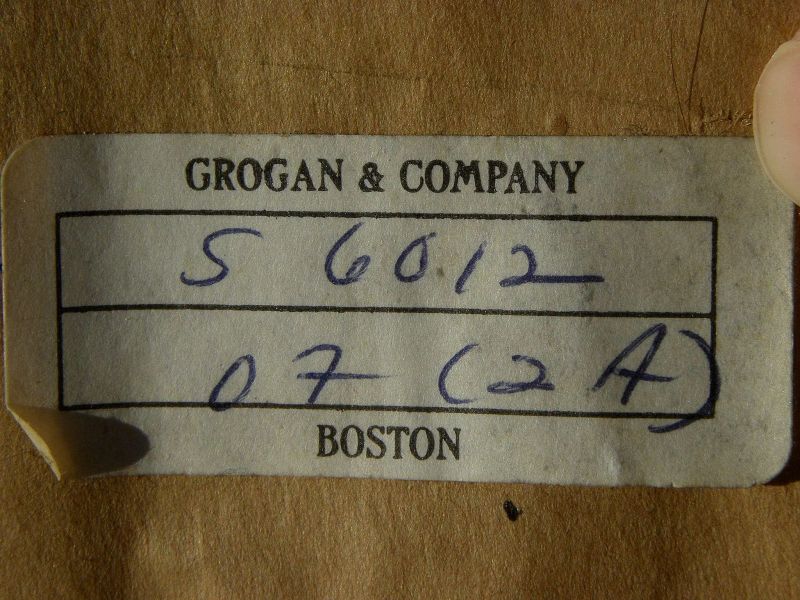 GROGAN & COMPANY
S 6012
07 (2A)
BOSTON